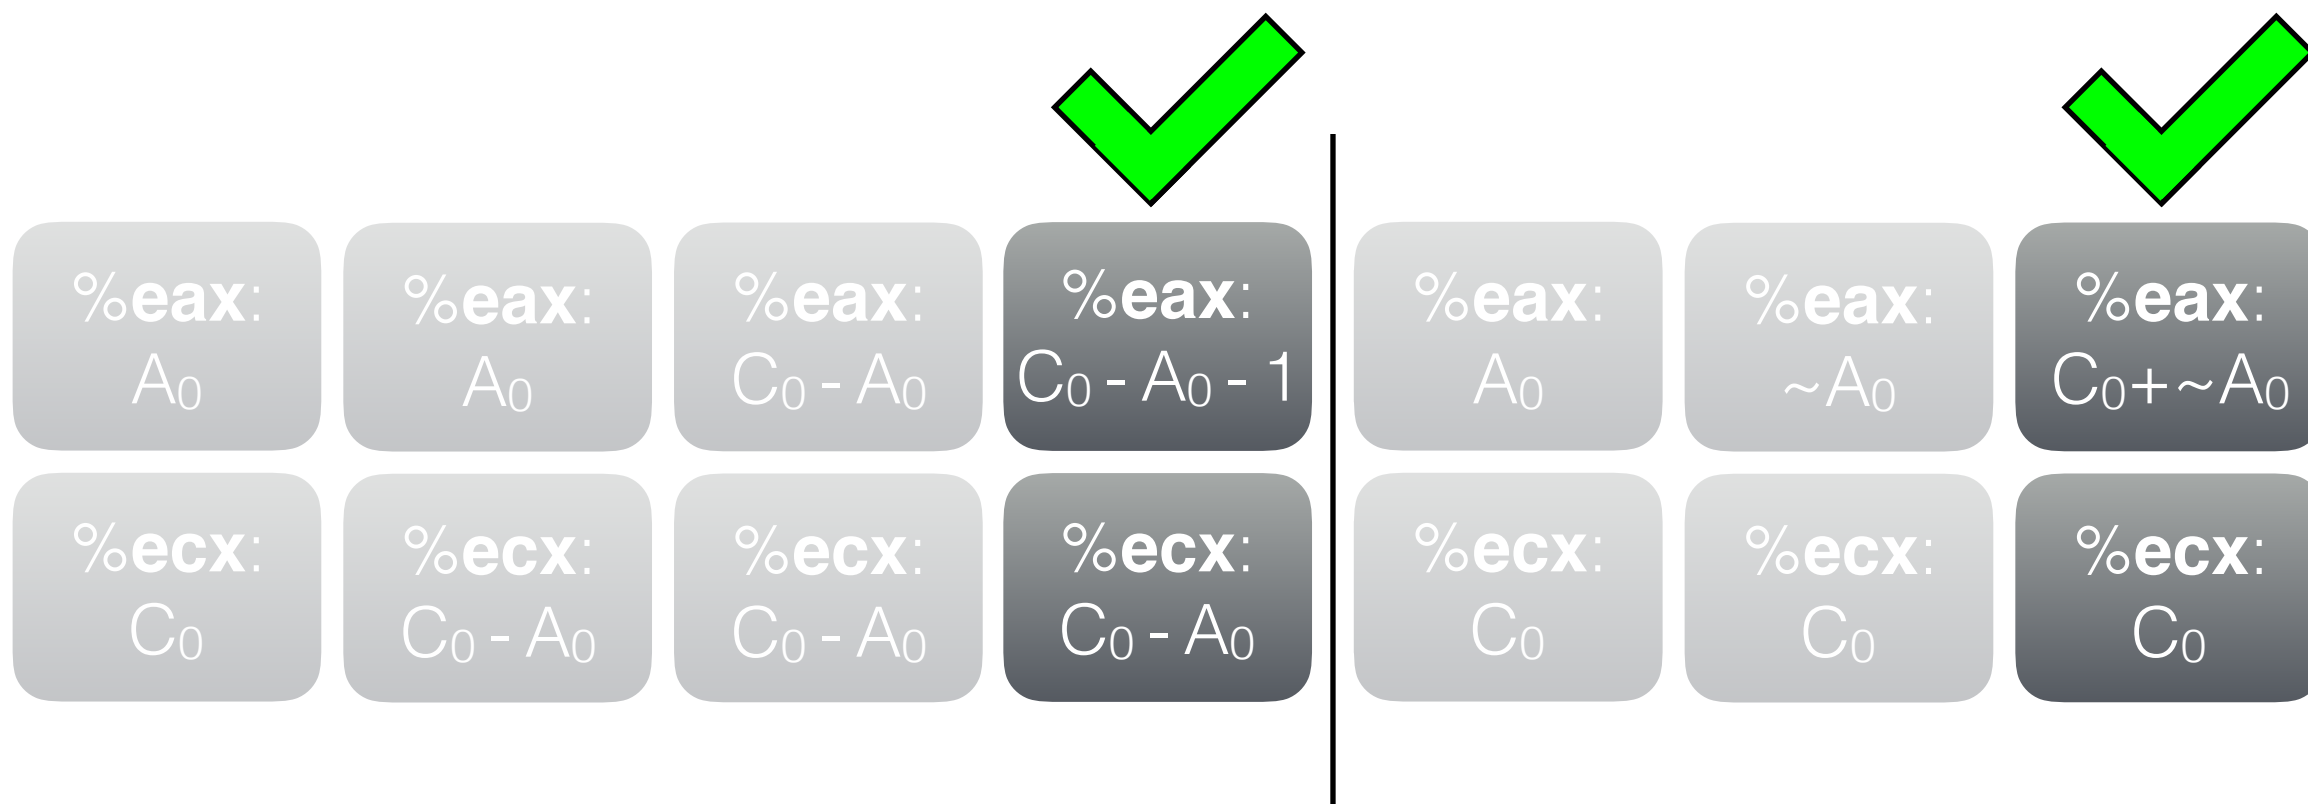 %eax:
A₀
%eax:
A₀
%eax:
C₀ - A₀
%eax:
C₀ - A₀ - 1
%eax:
A₀
%eax:
~A₀
%eax:
C₀+~A₀
%ecx:
C₀
%ecx:
C₀ - A₀
%ecx:
C₀ - A₀
%ecx:
C₀ - A₀
%ecx:
C₀
%ecx:
C₀
%ecx:
C₀